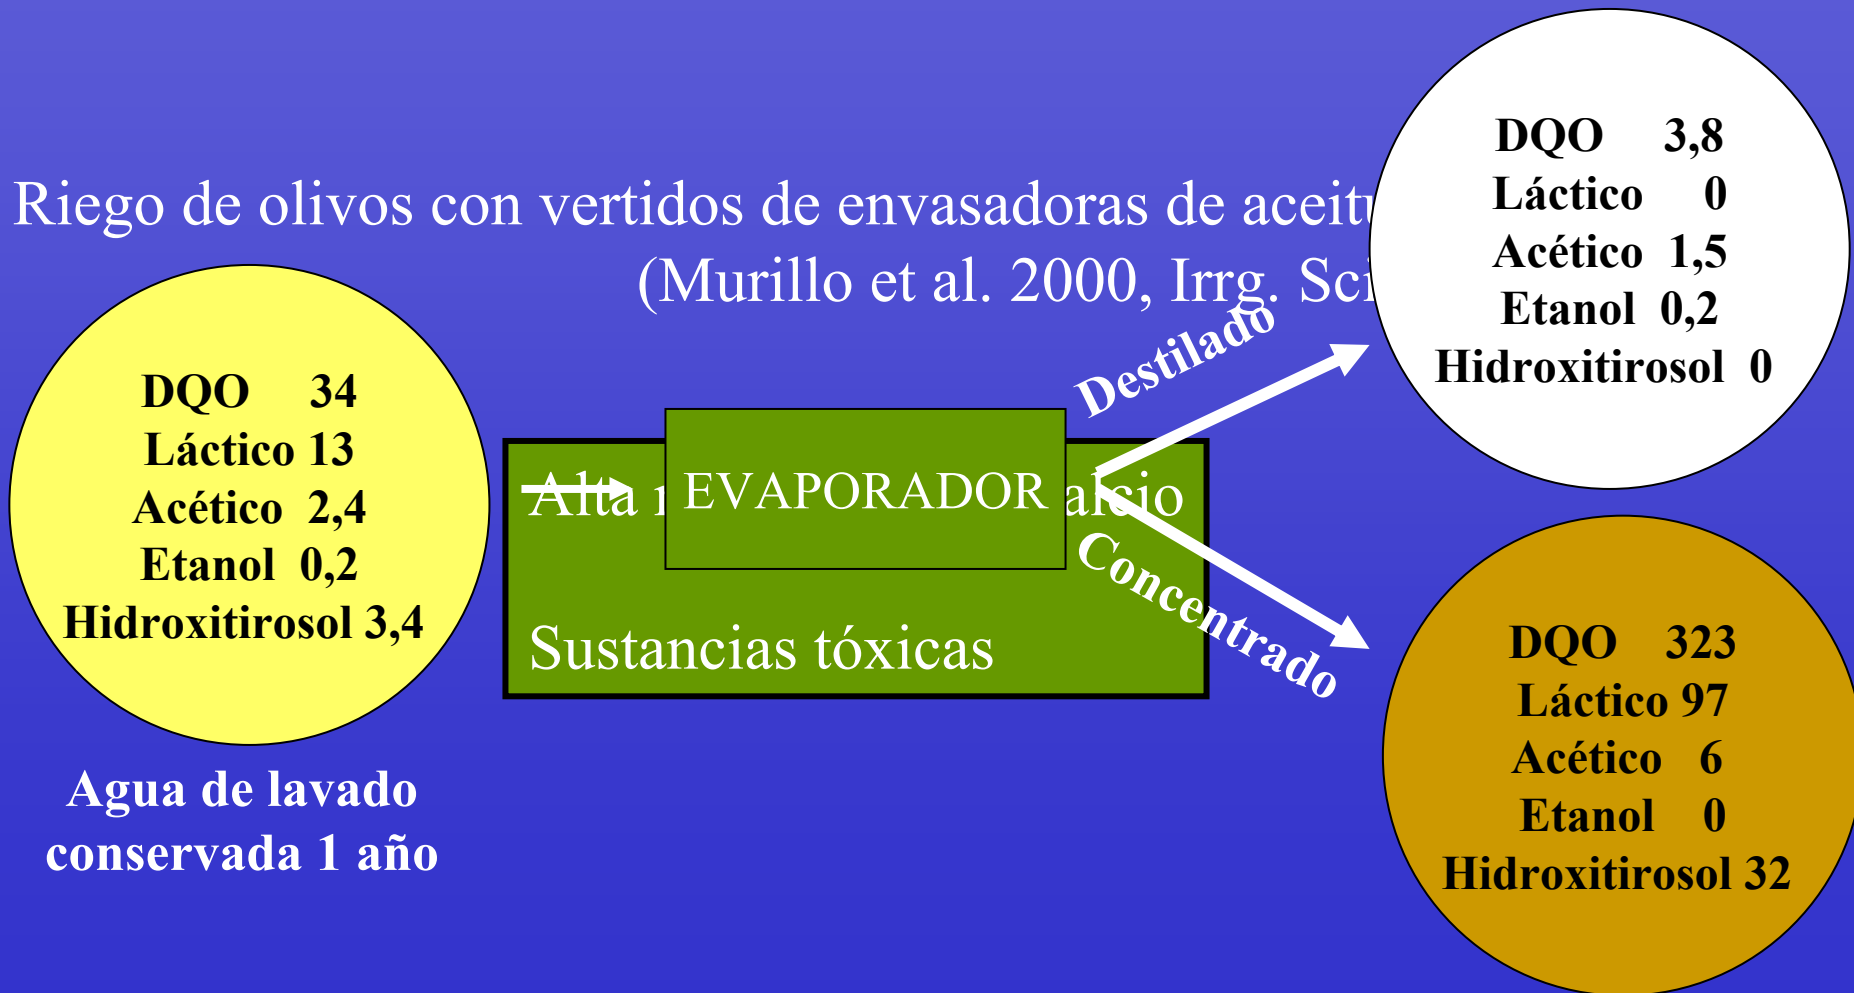 Riego de olivos con vertidos de envasadoras de
(Murillo et al. 2000, Irrg.
DQO 34
Láctico 13
Acético 2,4
Etanol 0,2
Hidroxitirosol 3,4
Agua de lavado
conservada 1 año
Alta
EVAPORADOR
Sustancias tóxicas
Destilado
Concentrado
DQO 3,8
Láctico 0
Acético 1,5
Etanol 0,2
Hidroxitirosol 0
DQO 323
Láctico 97
Acético 6
Etanol 0
Hidroxitirosol 32